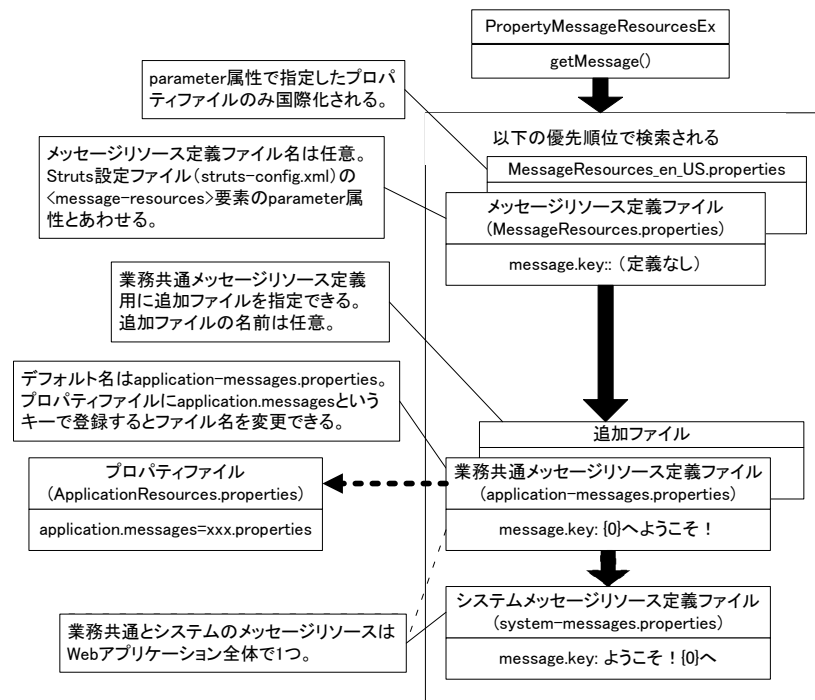 PropertyMessageResourcesEx
getMessage()
parameter属性で指定したプロパ
ティファイルのみ国際化される。
以下の優先順位で検索される
メッセージリソース定義ファイル名は任意。
Struts設定ファイル(struts-config.xml)の
<message-resources>要素のparameter属
性とあわせる。
MessageResources_en_US.properties
メッセージリソース定義ファイル
(MessageResources.properties)
message.key:: (定義なし)
業務共通メッセージリソース定義
用に追加ファイルを指定できる。
追加ファイルの名前は任意。
デフォルト名はapplication-messages.properties。
プロパティファイルにapplication.messagesという
キーで登録するとファイル名を変更できる。
追加ファイル
プロパティファイル
(ApplicationResources.properties)
application.messages=xxx.properties
業務共通メッセージリソース定義ファイル
(application-messages.properties)
message.key: {0}へようこそ!
業務共通とシステムのメッセージリソースは
Webアプリケーション全体で1つ。
システムメッセージリソース定義ファイル
(system-messages.properties)
message.key: ようこそ!{0}へ